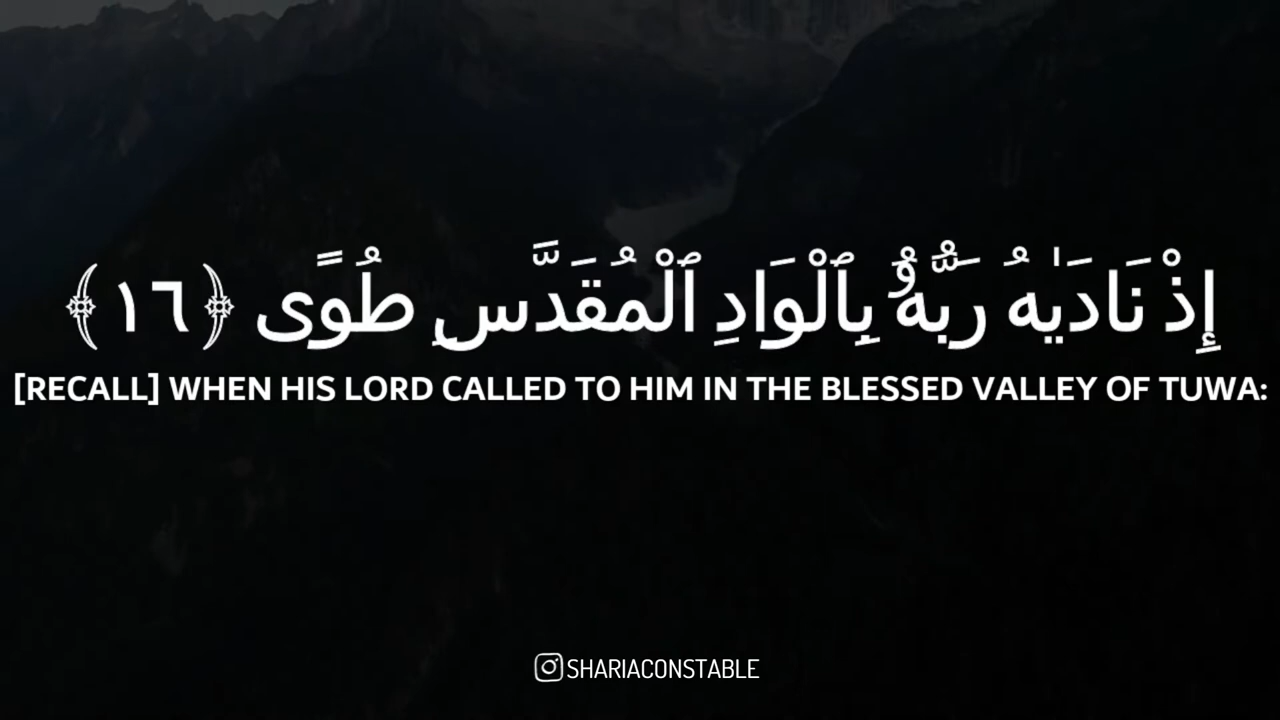 إِذْ نَادَىٰهُ رَبُّهُۥ بِٱلْوَادِ ٱلْمُقَدَّسِ طُوًى ﴿١٦﴾
[RECALL] WHEN HIS LORD CALLED TO HIM IN THE BLESSED VALLEY OF TUWA:
SHARIACONSTABLE